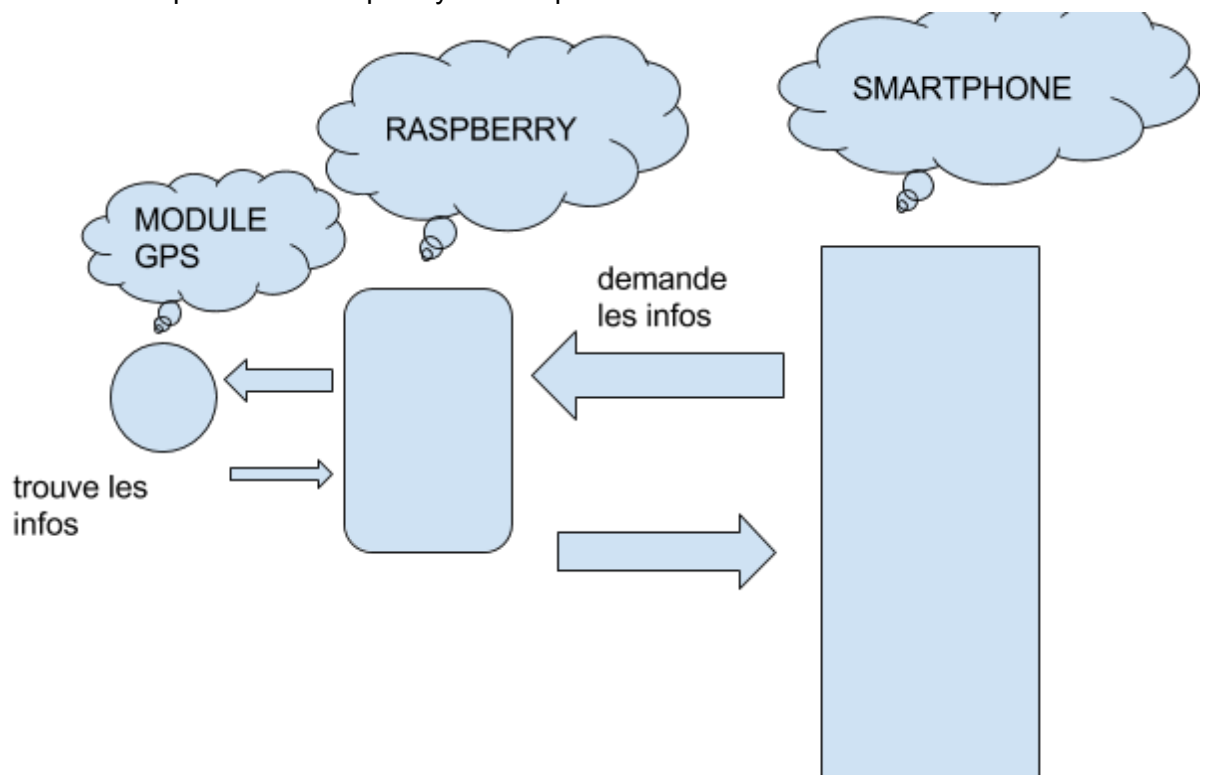 RASPBERRY
SMARTPHONE
MODULE
GPS
demande
les infos
trouve les
infos